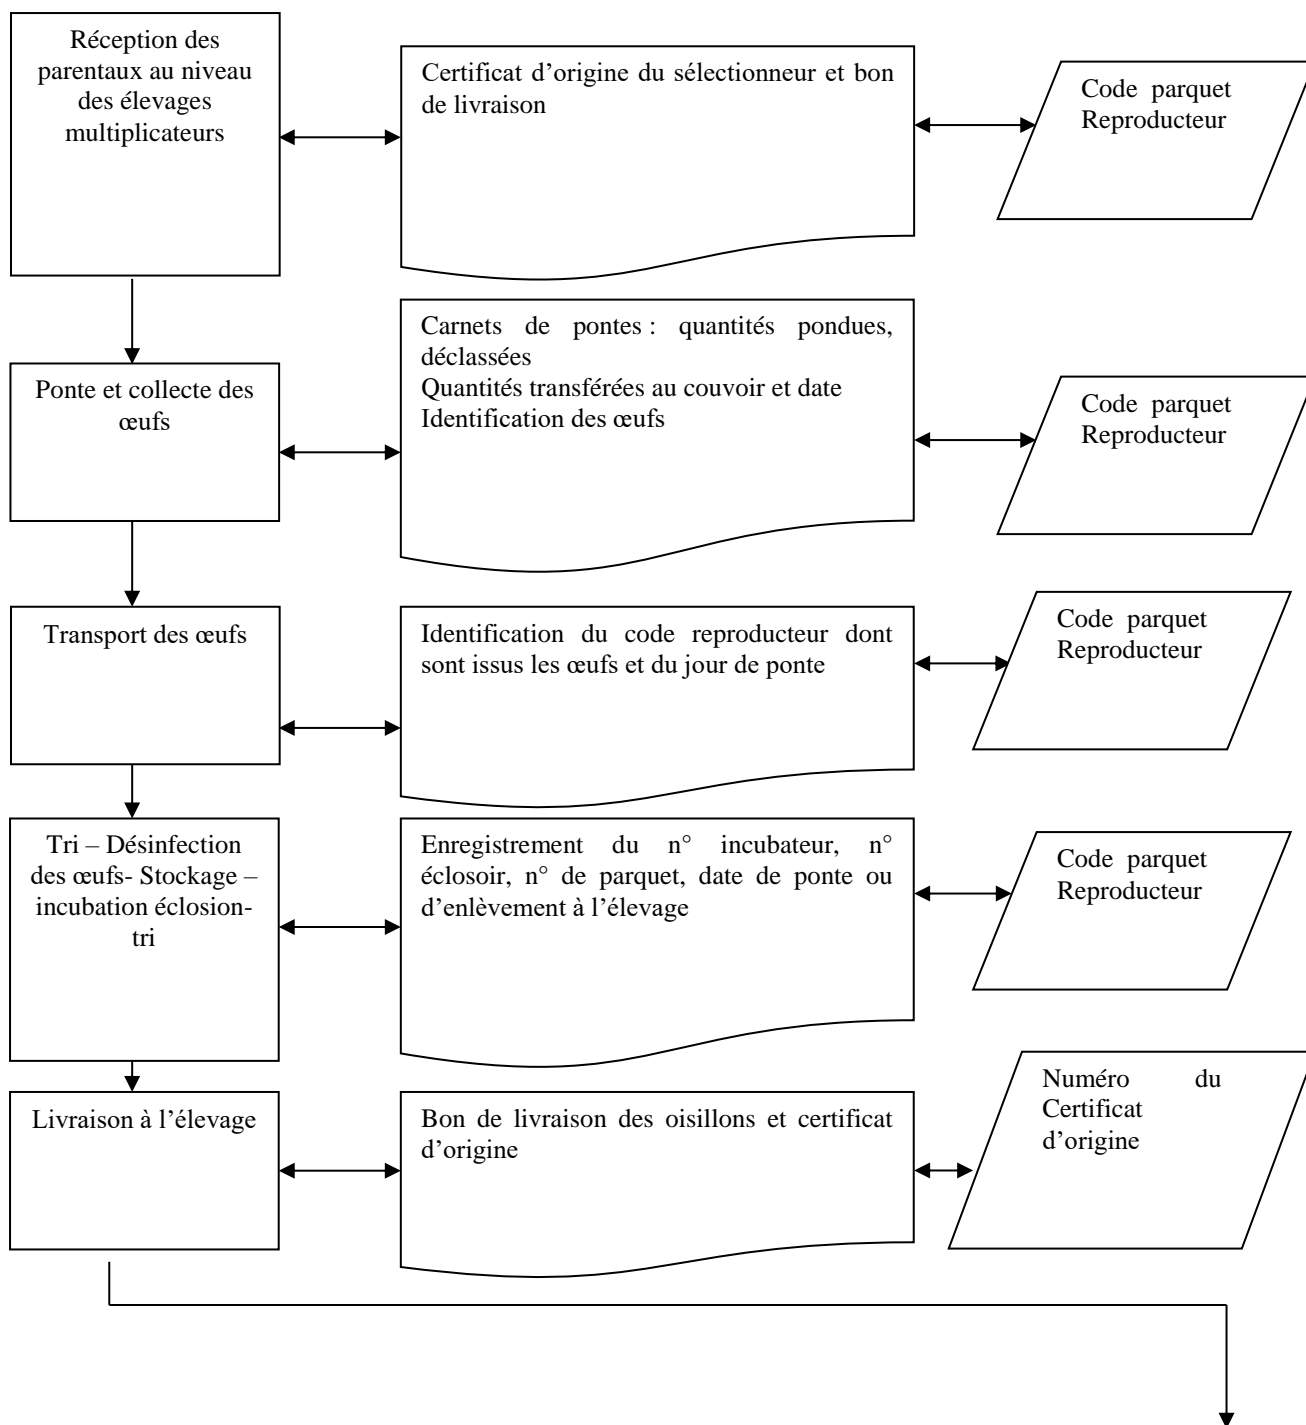 Réception des
parentaux au niveau
des élevages
multiplicateurs
Certificat d’origine du sélectionneur et bon
de livraison
Code parquet
Reproducteur
Ponte et collecte des
œufs
Carnets de pontes : quantités pondues,
déclassées
Quantités transférées au couvoir et date
Identification des œufs
Code parquet
Reproducteur
Transport des œufs
Identification du code reproducteur dont
sont issus les œufs et du jour de ponte
Code parquet
Reproducteur
Tri – Désinfection
des œufs- Stockage –
incubation éclosion-
tri
Enregistrement du n° incubateur, n°
éclosoir, n° de parquet, date de ponte ou
d’enlèvement à l’élevage
Code parquet
Reproducteur
Livraison à l’élevage
Bon de livraison des oisillons et certificat
d’origine
Numéro du
Certificat
d’origine